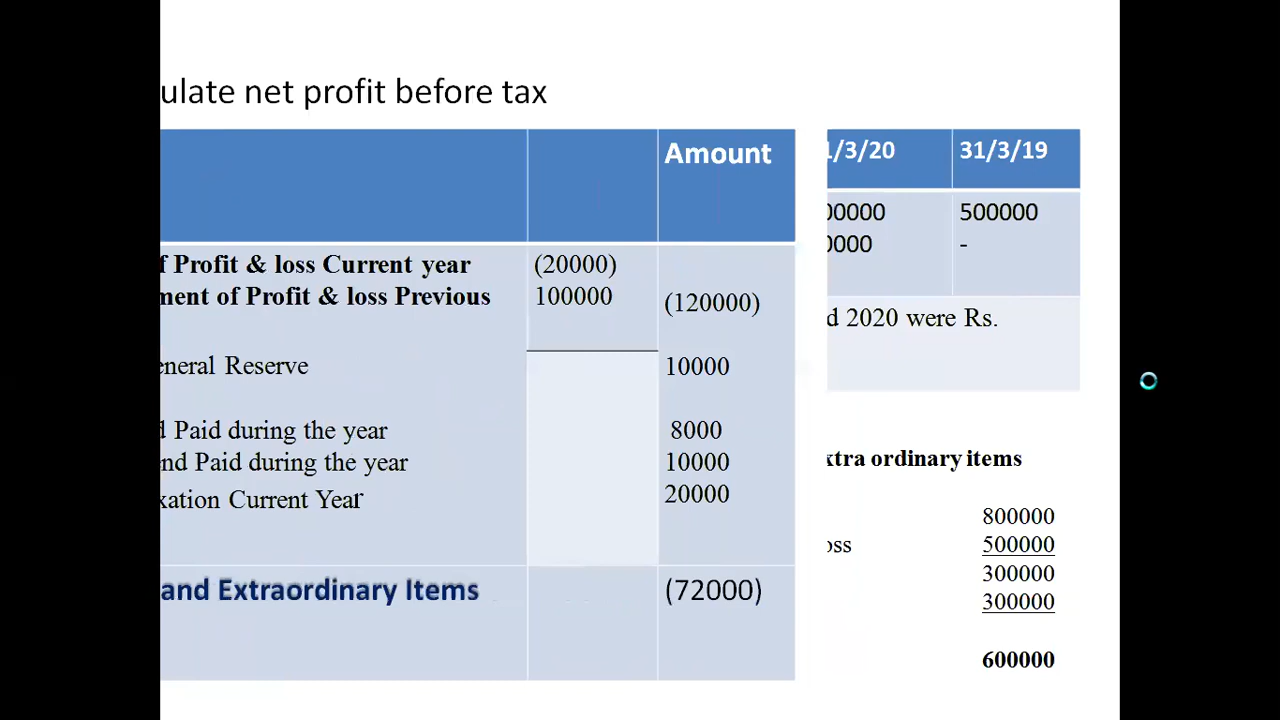 ulate net profit before tax
Amount
f Profit & loss Current year (20000)
ment of Profit & loss Previous 100000 (120000)
eneral Reserve 10000
d Paid during the year 8000
end Paid during the year 10000
xation Current Year 20000
and Extraordinary Items (72000)
1/3/20 31/3/19
00000 500000
0000 -
d 2020 were Rs.
xtra ordinary items
800000
oss 500000
300000
300000
600000